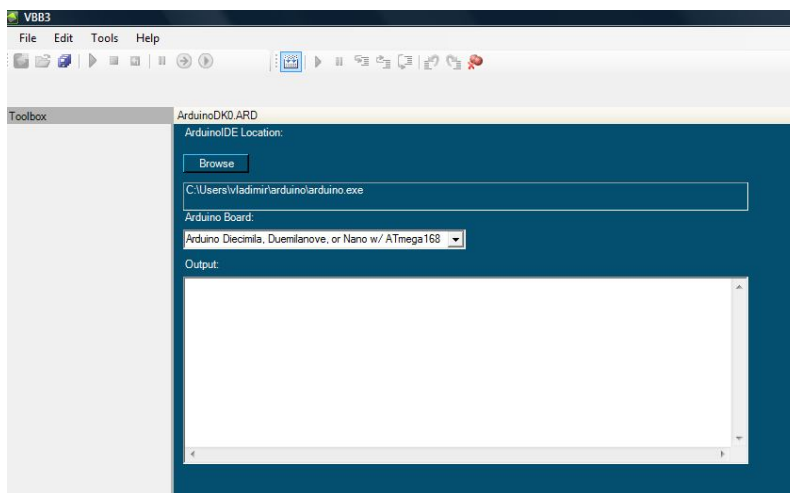 VBB3
File Edit Tools Help
Toolbox
ArduinoDK0.ARD
ArduinoIDE Location:
Browse
C:\Users\vladimir\arduino\arduino.exe
Arduino Board:
Arduino Diecimila, Duemilanove, or Nano w/ ATmega168
Output: